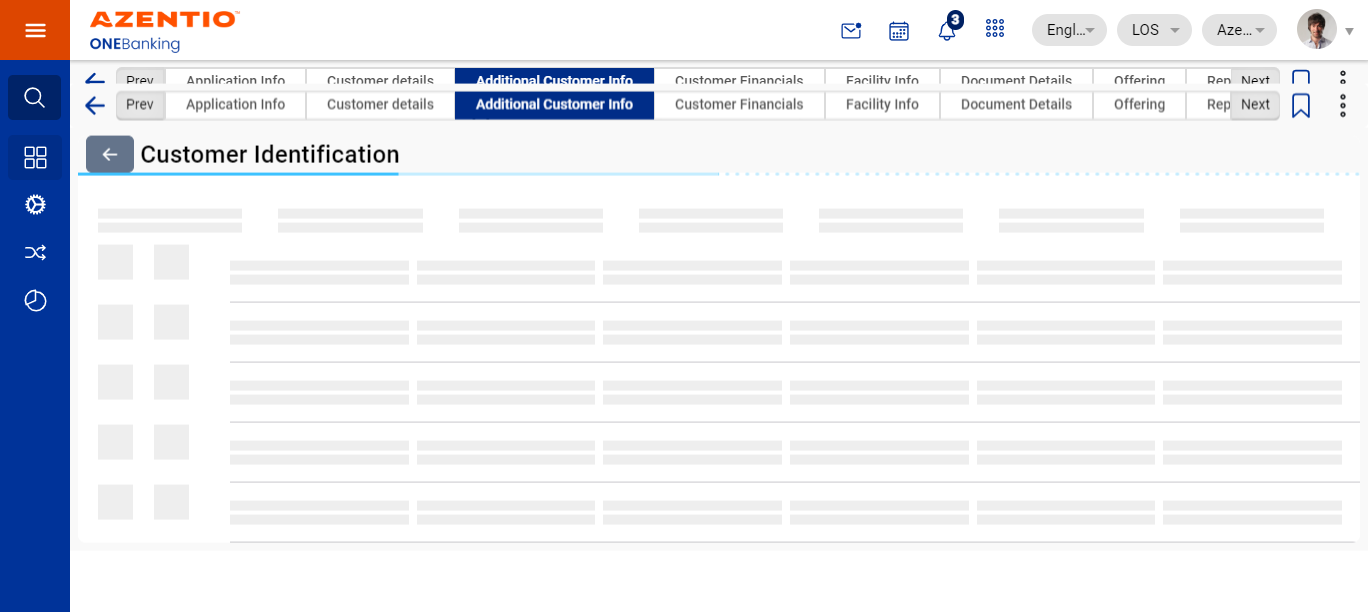 AZENTIO™
ONEBanking
3
Engl...
LOS
Aze...
Prev Application Info Customer details Additional Customer Info Customer Financials Facility Info Document Details Offering Rep Next
Prev Application Info Customer details Additional Customer Info Customer Financials Facility Info Document Details Offering Rep Next
Customer Identification